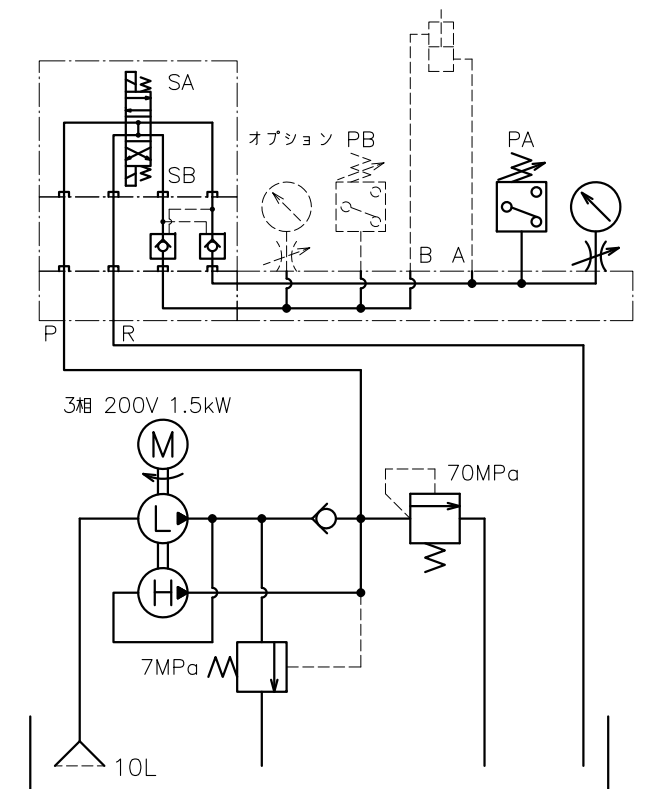 SA
オプション PB
PA
SB
B A
P R
3相 200V 1.5kW
M
70MPa
L
H
7MPa
10L